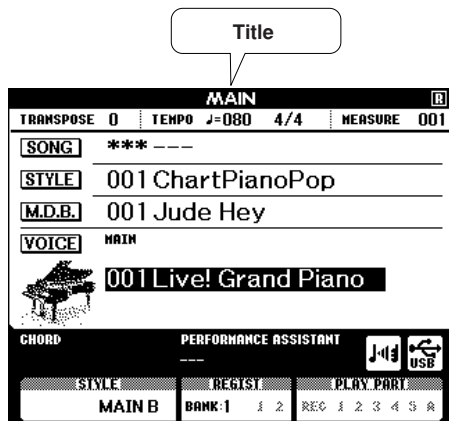 Title
MAIN R
TRANSPOSE 0 TEMPO ♩=080 4/4 MEASURE 001
SONG ***---
STYLE 001 ChartPianoPop
M.D.B. 001 Jude Hey
VOICE MAIN
001 Live! Grand Piano
CHORD PERFORMANCE ASSISTANT
---
USB
STYLE REGIST PLAY PART
MAIN B BANK:1 1 2 REC 1 2 3 4 5 A